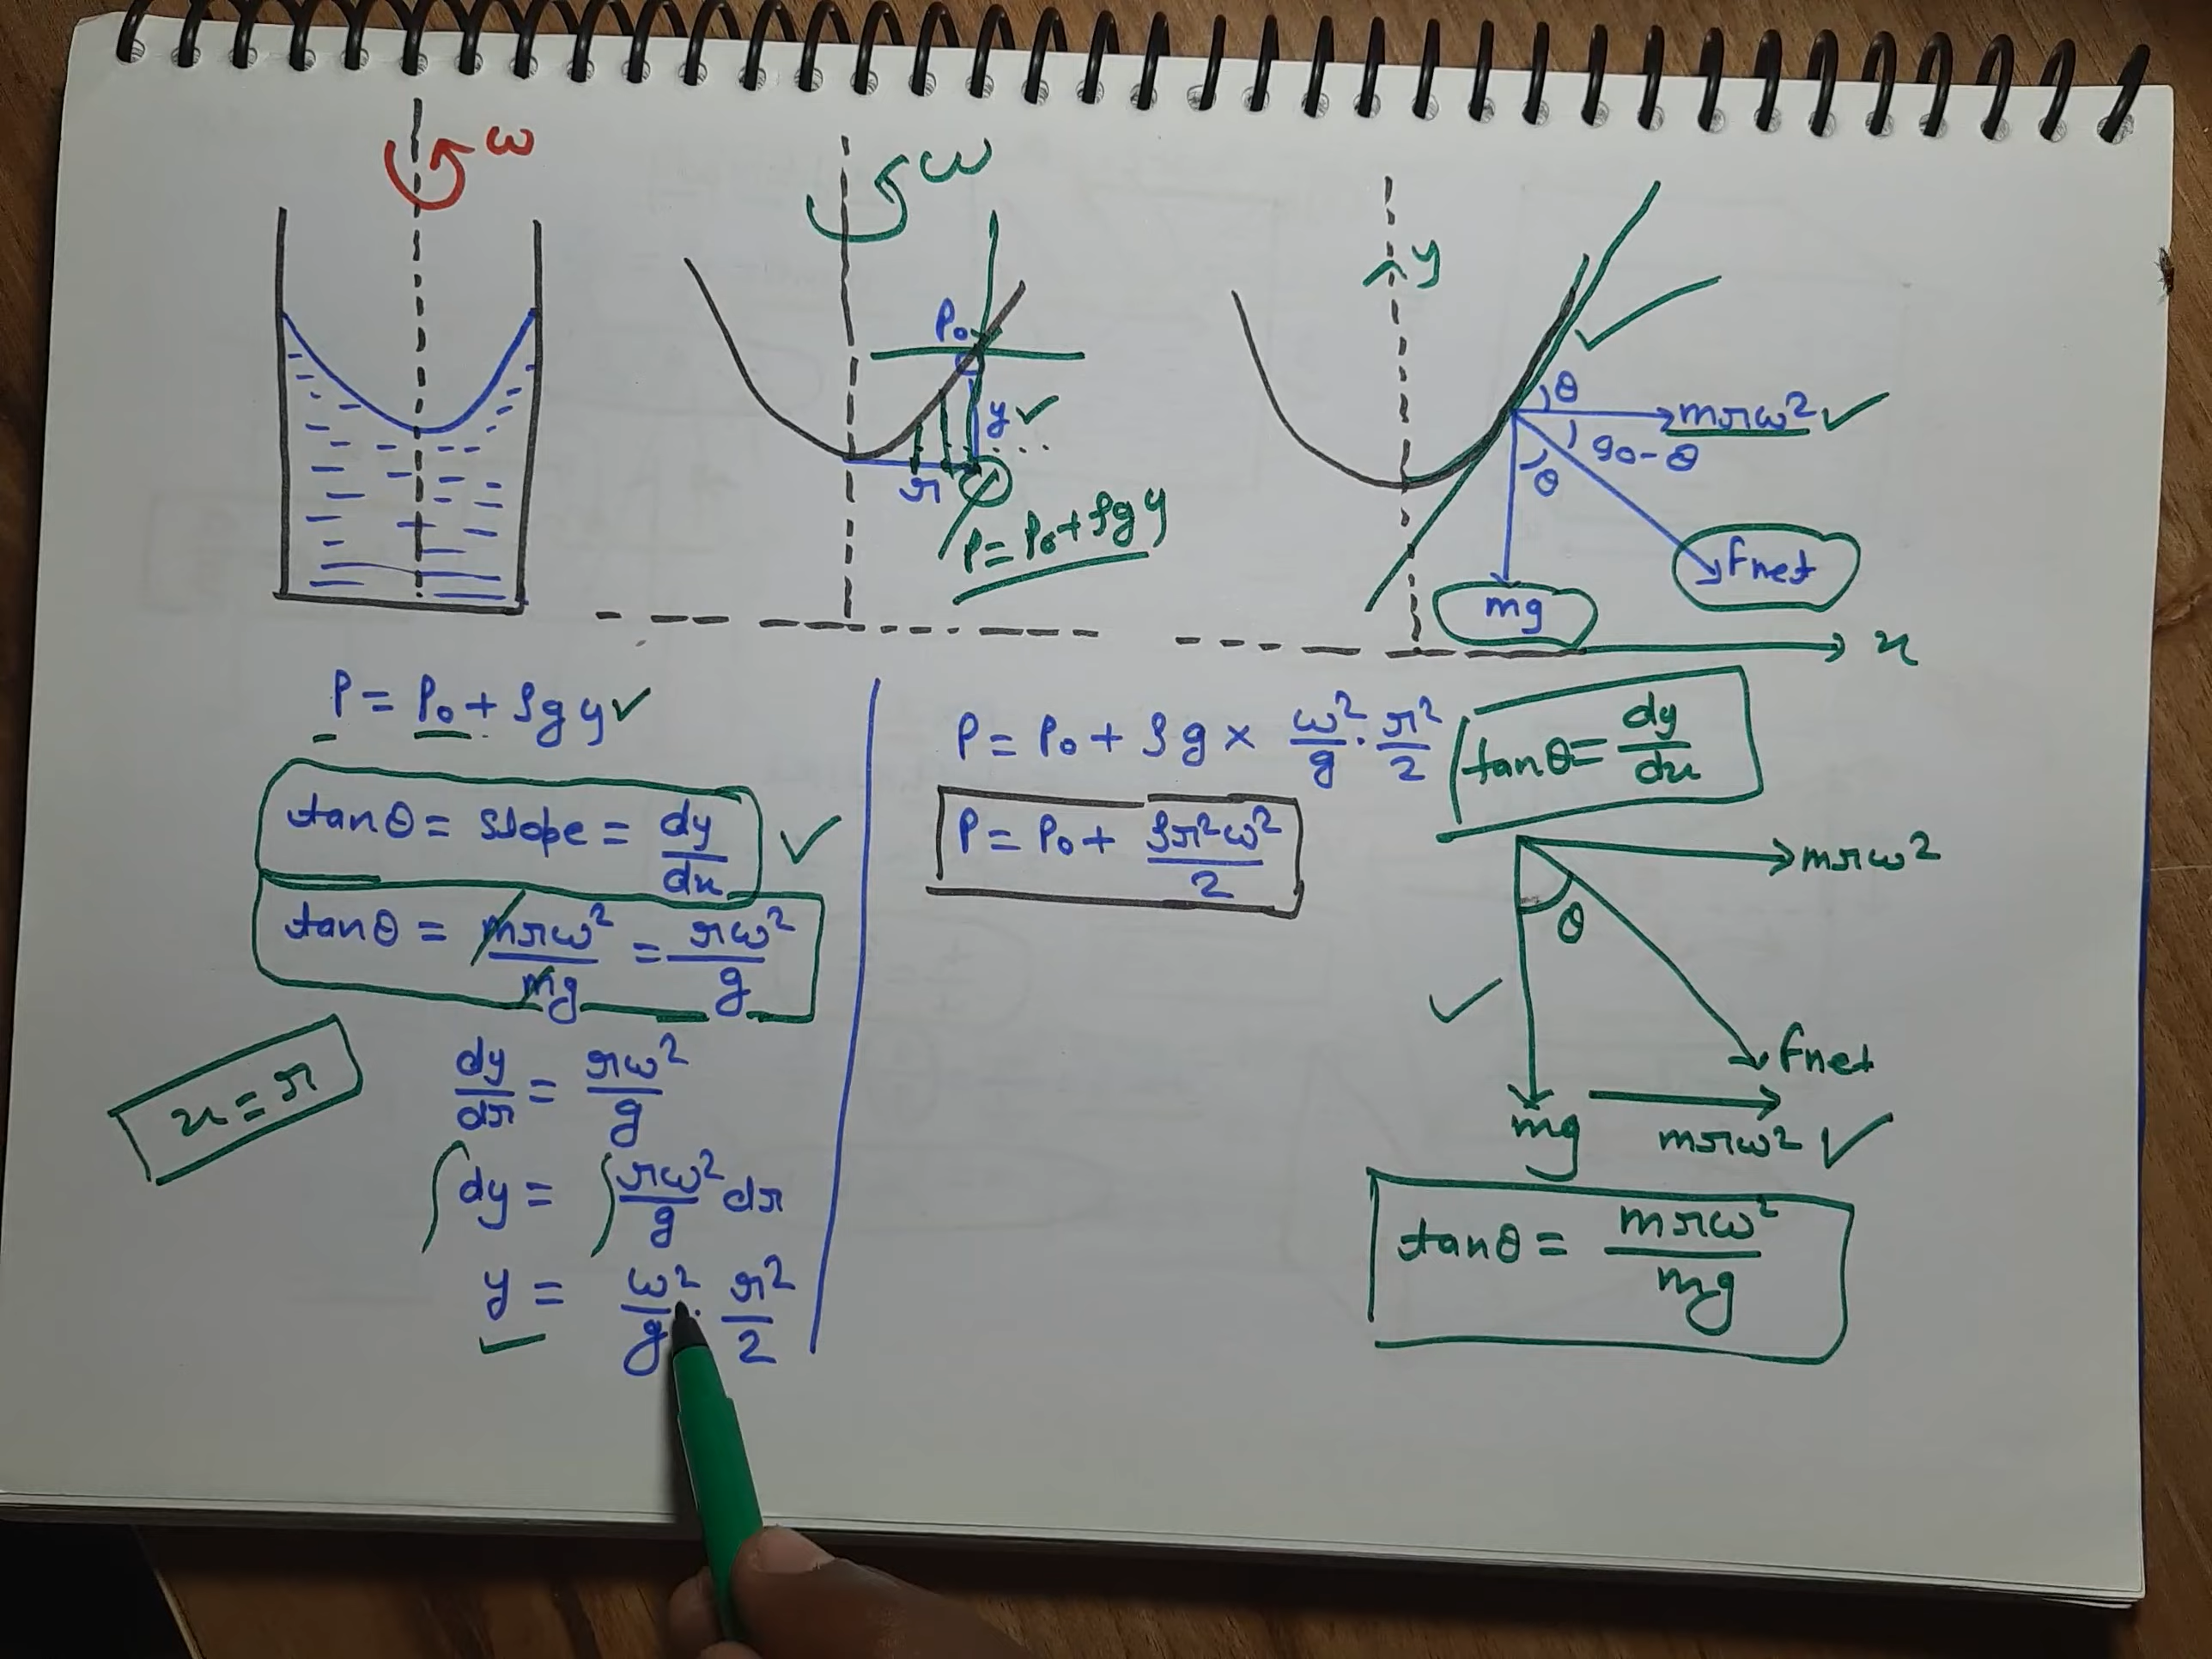 ω
ω
P₀
y
r
P = P₀ + ρgy
y
θ
mrω²
90-θ
θ
Fnet
mg
x
P = P₀ + ρgy
tanθ = slope = dy/dx
tanθ = mrω²/mg = rω²/g
x = r
dy/dr = rω²/g
∫dy = ∫rω²/g dr
y = ω²/g · r²/2
P = P₀ + ρg × ω²/g · r²/2
P = P₀ + ρr²ω²/2
tanθ = dy/dx
mrω²
θ
Fnet
mg
mrω²
tanθ = mrω²/mg